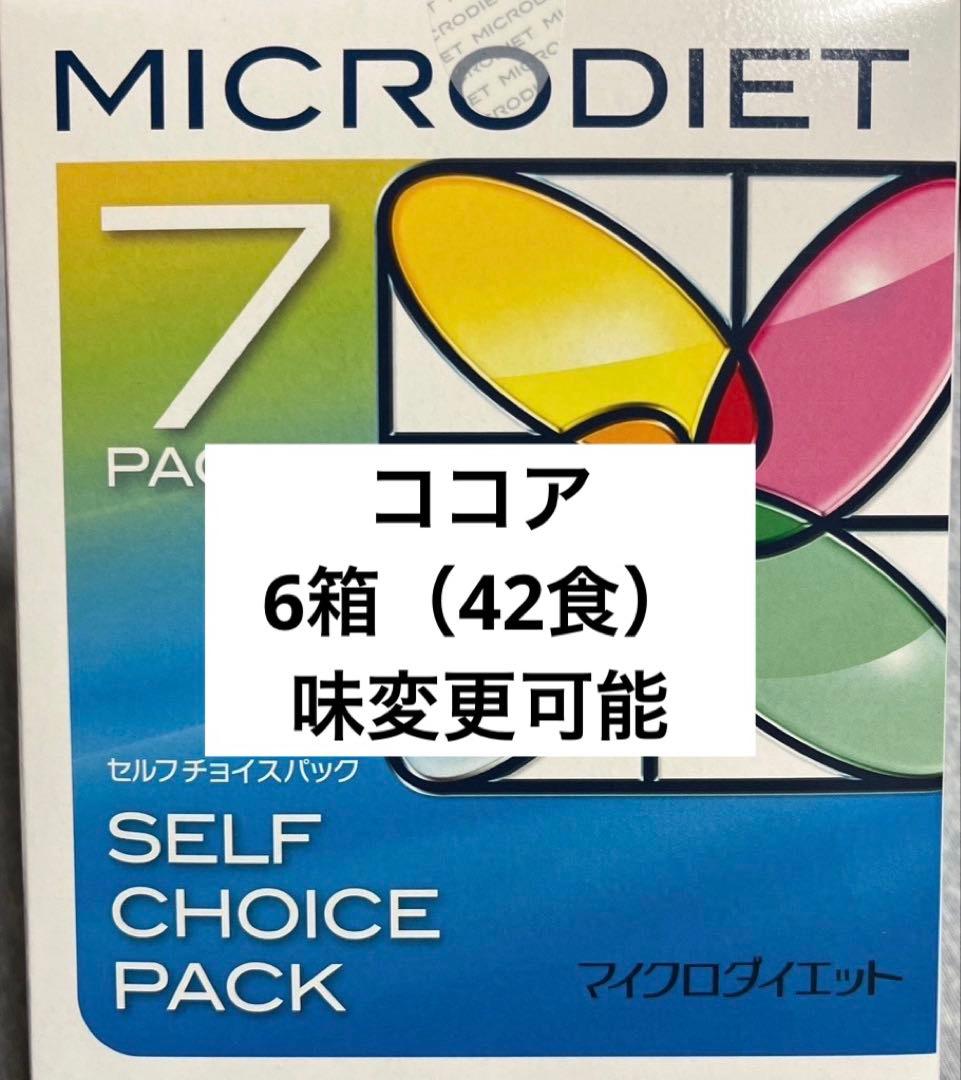 MICRODIET
7
PAC
ココア
6箱（42食）
味変更可能
セルフチョイスパック
SELF
CHOICE
PACK
マイクロダイエット